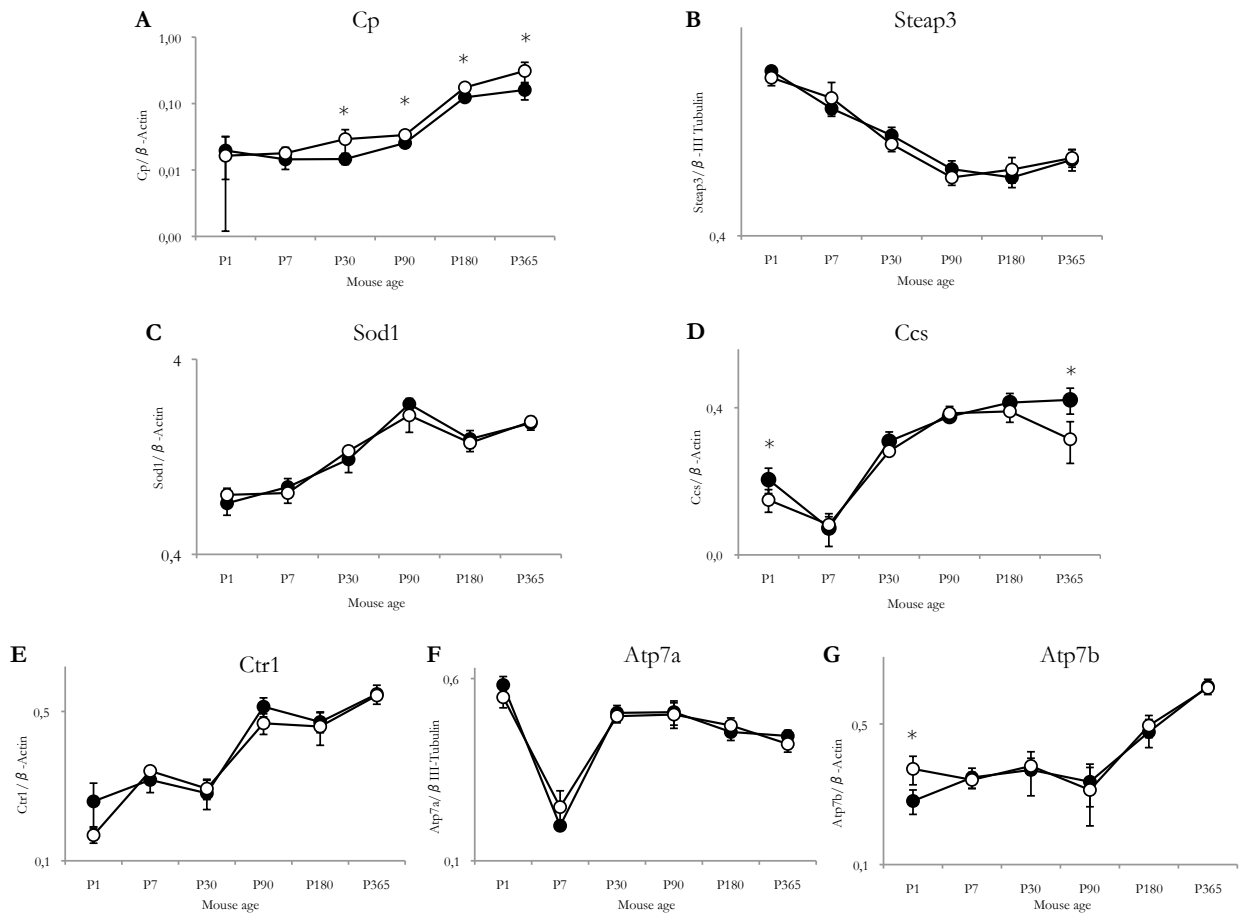 A
Cp
1,00
0,10
0,01
0,00
Cp/β-Actin
*
*
*
*
P1 P7 P30 P90 P180 P365
Mouse age
B
Steap3
0,4
Steap3/β-III Tubulin
P1 P7 P30 P90 P180 P365
Mouse age
C
Sod1
4
0,4
Sod1/β-Actin
P1 P7 P30 P90 P180 P365
Mouse age
D
Ccs
0,4
0,0
Ccs/β-Actin
*
*
P1 P7 P30 P90 P180 P365
Mouse age
E
Ctr1
0,5
0,1
Ctr1/β-Actin
P1 P7 P30 P90 P180 P365
Mouse age
F
Atp7a
0,6
0,1
Atp7a/β III-Tubulin
P1 P7 P30 P90 P180 P365
Mouse age
G
Atp7b
0,5
0,1
Atp7b/β-Actin
*
P1 P7 P30 P90 P180 P365
Mouse age